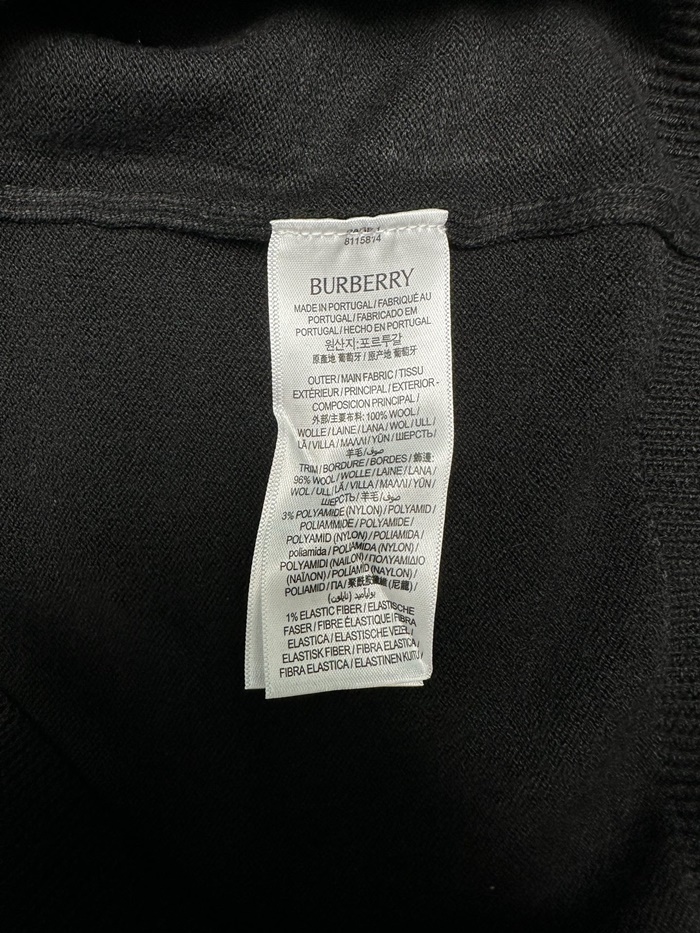 8115814
BURBERRY
MADE IN PORTUGAL / FABRIQUÉ AU
PORTUGAL / FABRICADO EM
PORTUGAL / HECHO EN PORTUGAL
원산지:포르투갈
原產地 葡萄牙 / 原产地 葡萄牙
OUTER / MAIN FABRIC / TISSU
EXTÉRIEUR / PRINCIPAL / EXTERIOR -
COMPOSICIÓN PRINCIPAL /
外部/主要布料: 100% WOOL /
WOLLE / LAINE / LANA / WOL / ULL /
LÃ / VILLA / ΜΑΛΛΙ / YÜN / ШЕРСТЬ /
羊毛/صوف
TRIM / BORDURE / BORDES / 飾邊:
96% WOOL / WOLLE / LAINE / LANA /
WOL / ULL / LÃ / VILLA / ΜΑΛΛΙ / YÜN /
ШЕРСТЬ / 羊毛/صوف
3% POLYAMIDE (NYLON) / POLYAMID /
POLIAMMIDE / POLYAMIDE /
POLYAMID (NYLON) / POLIAMIDA /
poliamida / POLIAMIDA (NYLON) /
POLYAMIDI (NAILON) / ΠΟΛΥΑΜΙΔΙΟ
(ΝΑΪΛΟΝ) / POLİAMİD (NAYLON) /
POLIAMID / ПА / 聚酰胺纖維 (尼龍) /
بولياميد (نايلون)
1% ELASTIC FIBER / ELASTISCHE
FASER / FIBRE ÉLASTIQUE / FIBRA
ELASTICA / ELASTISCHE VEZEL /
ELASTISK FIBER / FIBRA ELÁSTICA /
FIBRA ELASTICA / ELASTINEN KUITU /